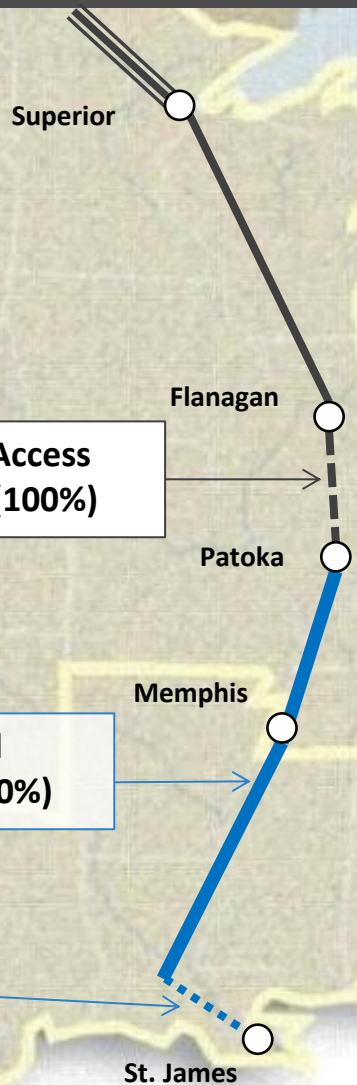 Superior
Flanagan
Access
(100%)
Patoka
Memphis
0%)
St. James